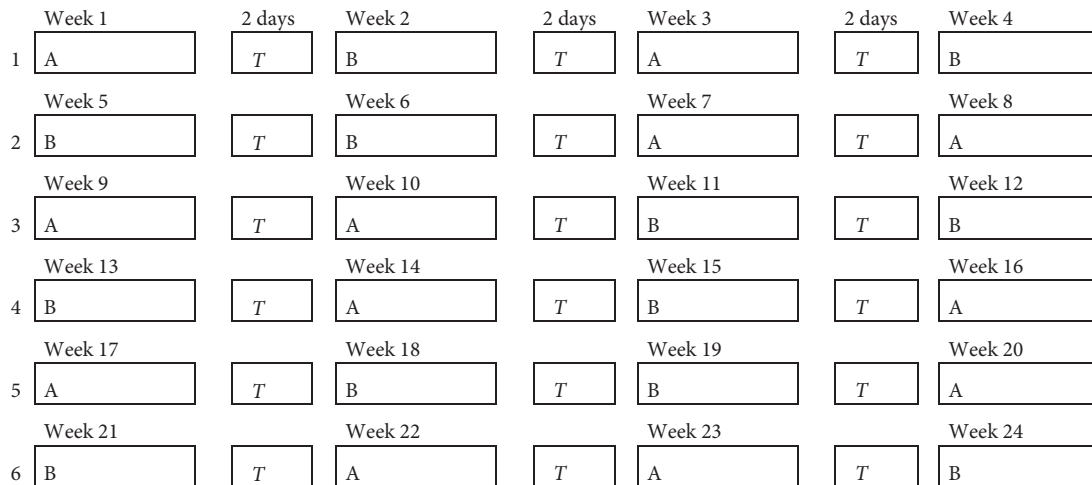 Week 1 2 days Week 2 2 days Week 3 2 days Week 4
1 A T B T A T B
Week 5 Week 6 Week 7 Week 8
2 B T B T A T A
Week 9 Week 10 Week 11 Week 12
3 A T A T B T B
Week 13 Week 14 Week 15 Week 16
4 B T A T B T A
Week 17 Week 18 Week 19 Week 20
5 A T B T B T A
Week 21 Week 22 Week 23 Week 24
6 B T A T A T B